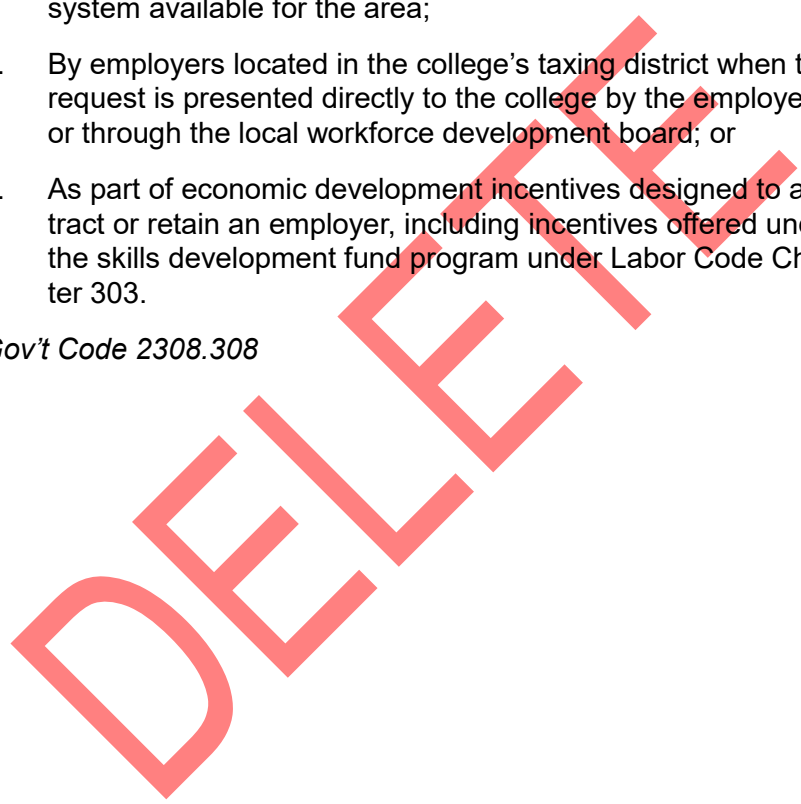 system available for the area;
. By employers located in the college’s taxing district when
request is presented directly to the college by the
or through the local workforce development board; or
. As part of economic development incentives designed to
tract or retain an employer, including incentives offered
the skills development fund program under Labor Code
ter 303.
Gov’t Code 2308.308
DELETE